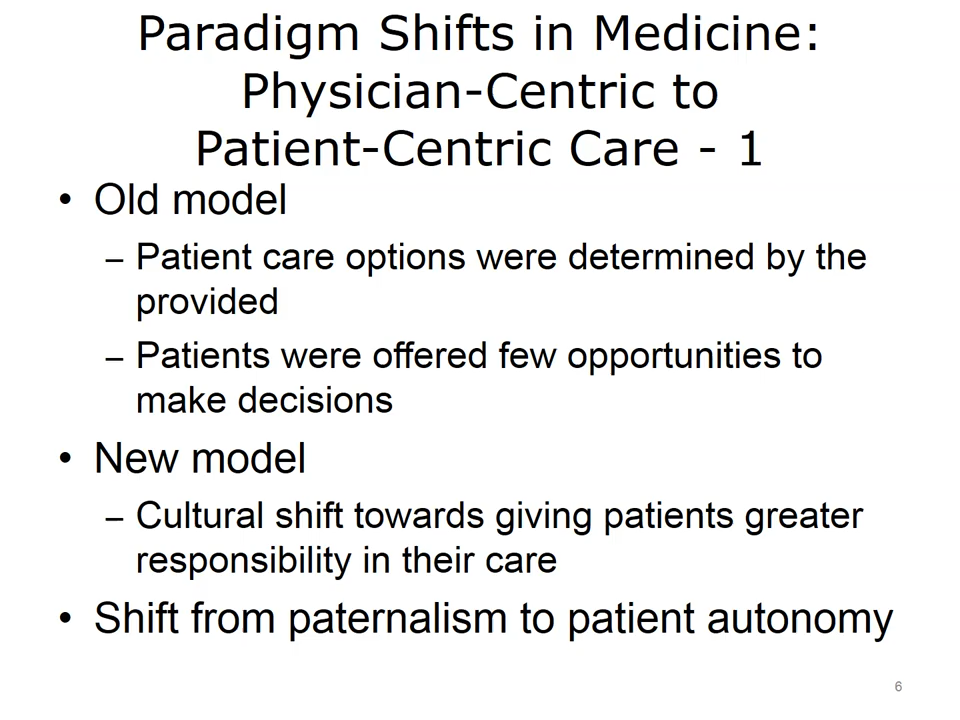 Paradigm Shifts in Medicine:
Physician-Centric to
Patient-Centric Care - 1
• Old model
– Patient care options were determined by the
provided
– Patients were offered few opportunities to
make decisions
• New model
– Cultural shift towards giving patients greater
responsibility in their care
• Shift from paternalism to patient autonomy
6